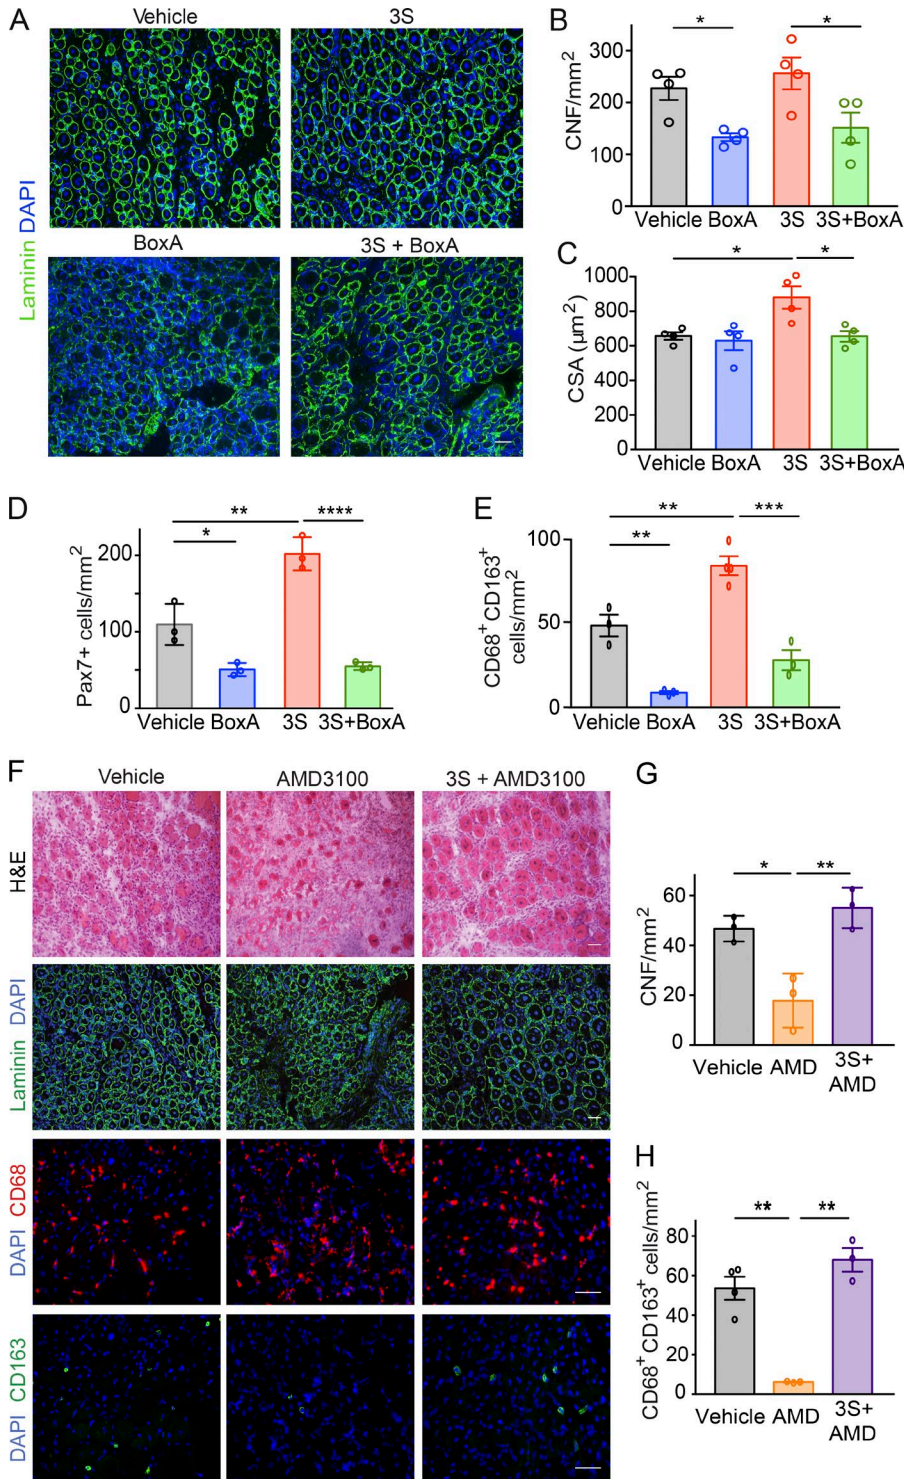 A
Vehicle
3S
BoxA
3S + BoxA
Laminin DAPI
B
CNF/mm²
300
200
100
0
*
*
Vehicle BoxA 3S 3S+BoxA
C
CSA (µm²)
1000
800
600
400
200
0
*
*
Vehicle BoxA 3S 3S+BoxA
D
Pax7+ cells/mm²
200
100
0
**
*
****
Vehicle BoxA 3S 3S+BoxA
E
CD68⁺ CD163⁺
cells/mm²
100
50
0
**
**
***
Vehicle BoxA 3S 3S+BoxA
F
Vehicle
AMD3100
3S + AMD3100
H&E
Laminin DAPI
DAPI CD68
DAPI CD163
G
CNF/mm²
60
40
20
0
*
**
Vehicle AMD 3S+
AMD
H
CD68⁺ CD163⁺ cells/mm²
80
60
40
20
0
**
**
Vehicle AMD 3S+
AMD